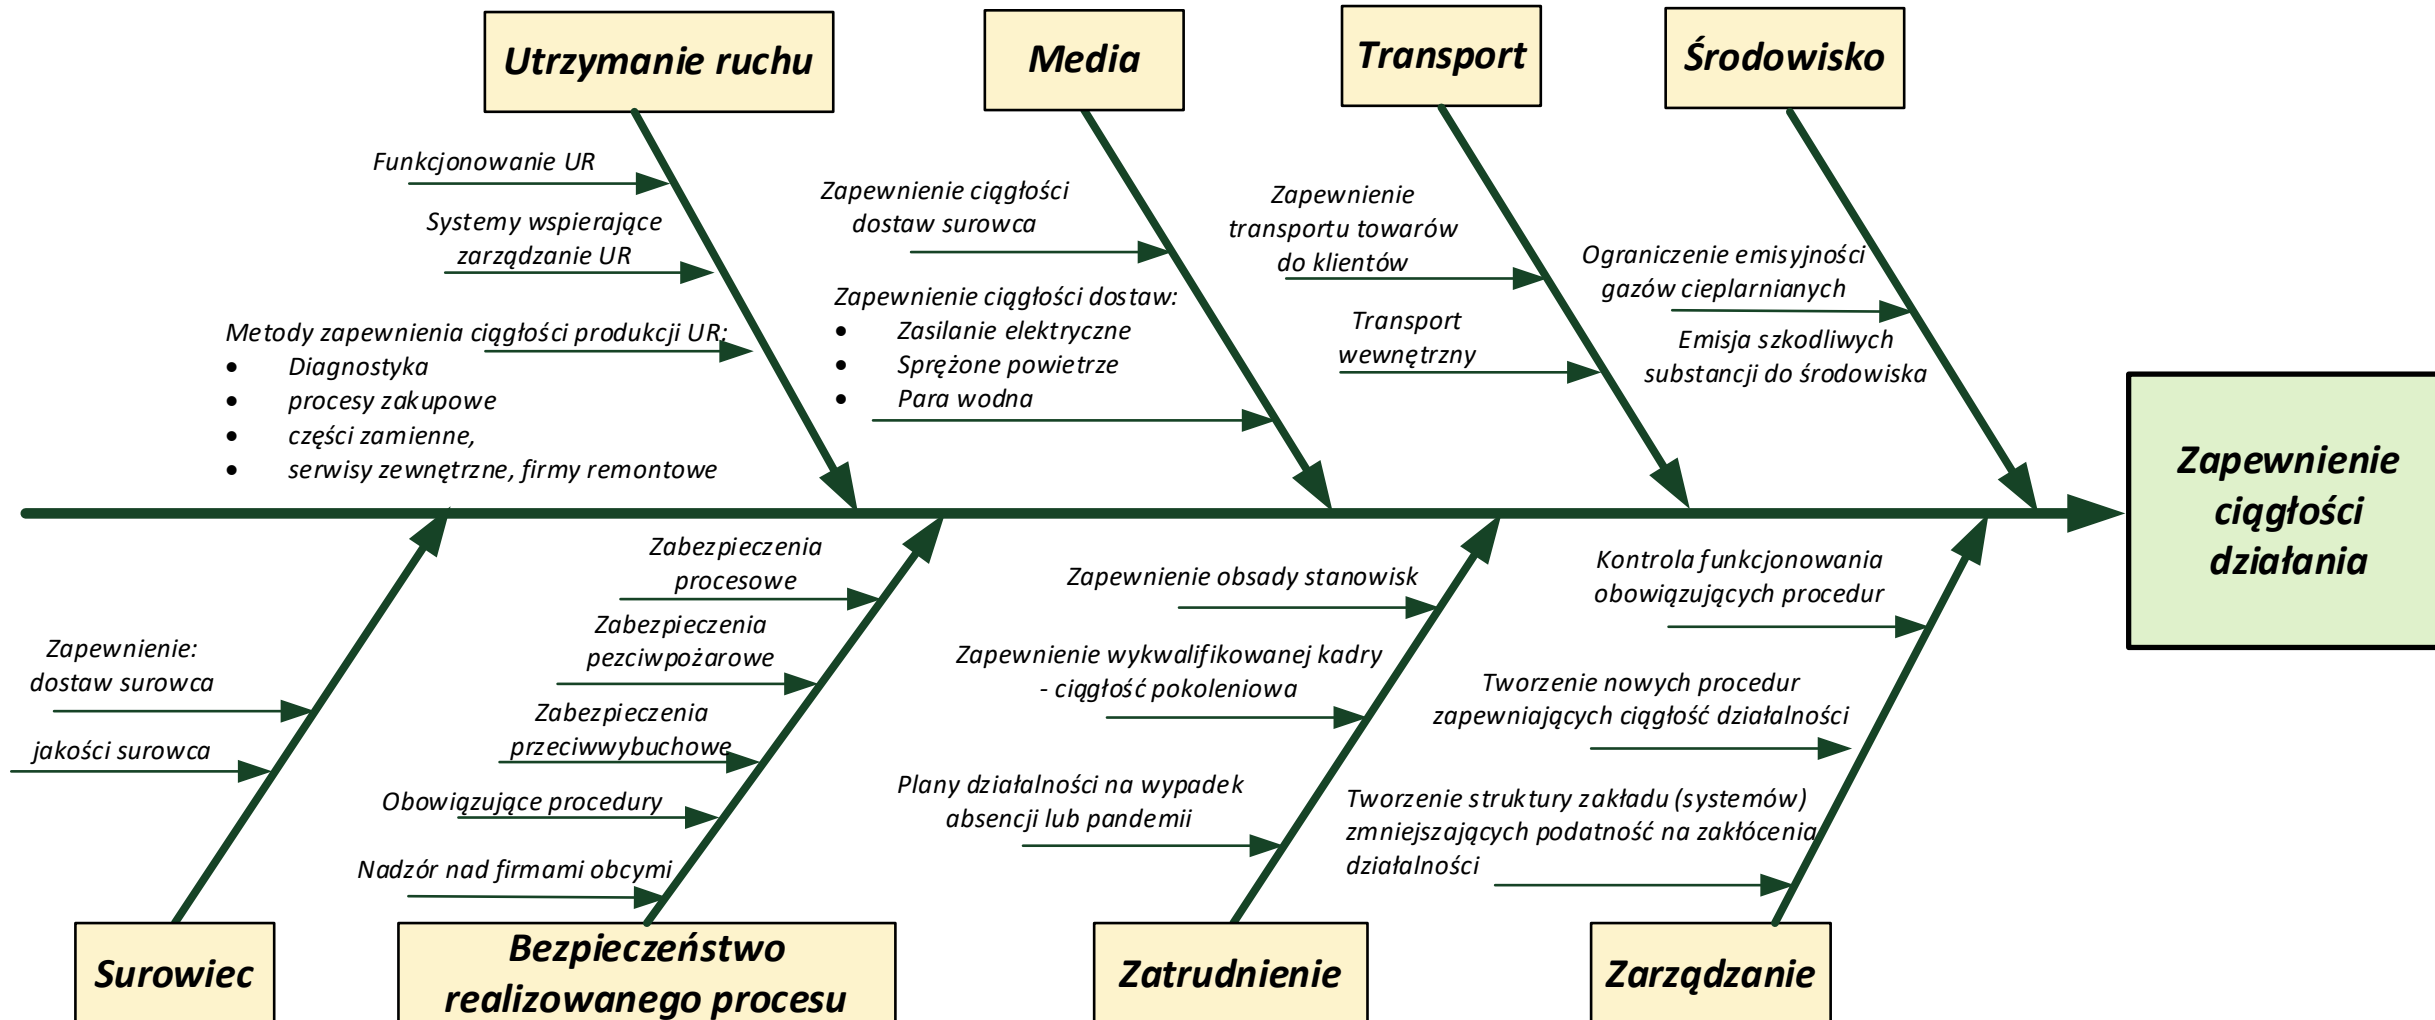 Utrzymanie ruchu
Media
Transport
Środowisko
Funkcjonowanie UR
Systemy wspierające
zarządzanie UR
Metody zapewnienia ciągłości produkcji UR:
• Diagnostyka
• procesy zakupowe
• części zamienne,
• serwisy zewnętrzne, firmy remontowe
Zapewnienie ciągłości
dostaw surowca
Zapewnienie ciągłości dostaw:
• Zasilanie elektryczne
• Sprężone powietrze
• Para wodna
Zapewnienie
transportu towarów
do klientów
Transport
wewnętrzny
Ograniczenie emisyjności
gazów cieplarnianych
Emisja szkodliwych
substancji do środowiska
Zapewnienie
ciągłości
działania
Zapewnienie:
dostaw surowca
jakości surowca
Zabezpieczenia
procesowe
Zabezpieczenia
pezciwpożarowe
Zabezpieczenia
przeciwwybuchowe
Obowiązujące procedury
Nadzór nad firmami obcymi
Zapewnienie obsady stanowisk
Zapewnienie wykwalifikowanej kadry
- ciągłość pokoleniowa
Plany działalności na wypadek
absencji lub pandemii
Kontrola funkcjonowania
obowiązujących procedur
Tworzenie nowych procedur
zapewniających ciągłość działalności
Tworzenie struktury zakładu (systemów)
zmniejszających podatność na zakłócenia
działalności
Surowiec
Bezpieczeństwo
realizowanego procesu
Zatrudnienie
Zarządzanie